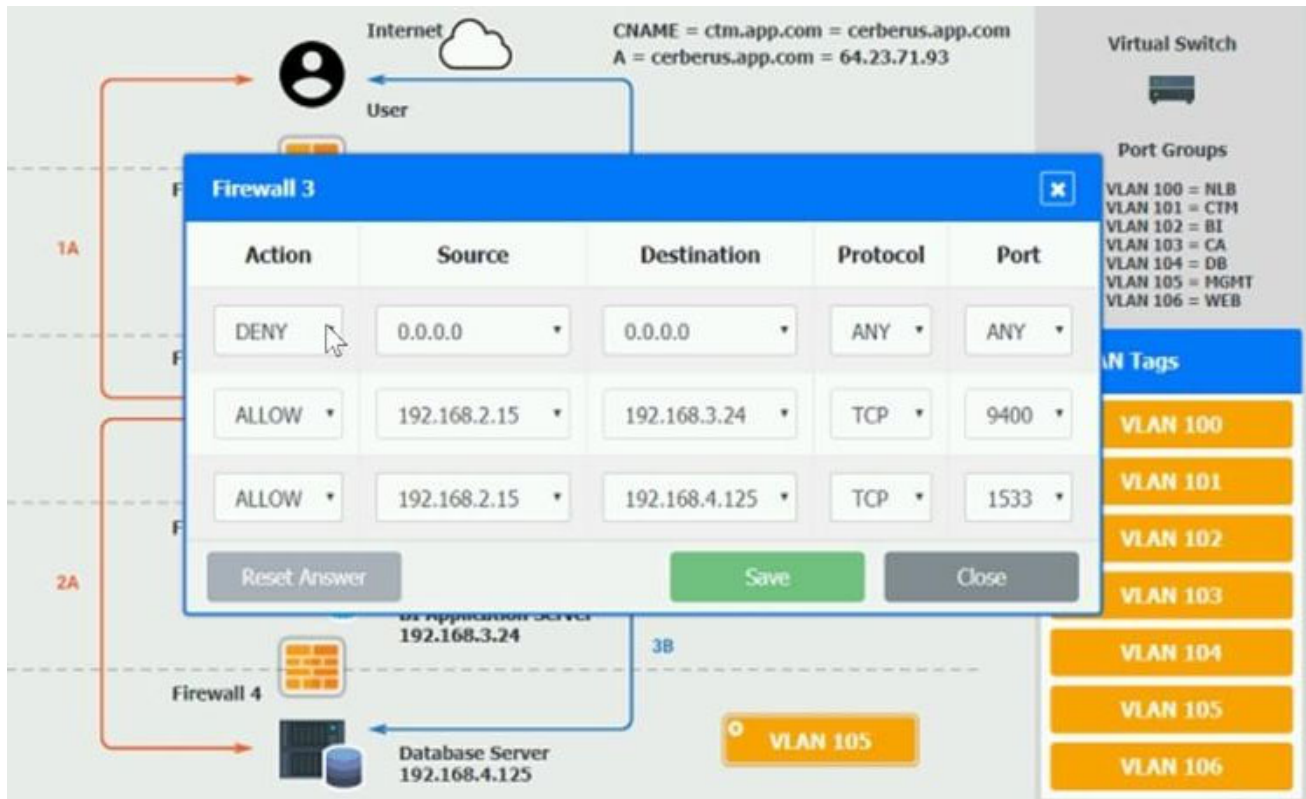 Internet
CNAME = ctm.app.com = cerberus.app.com
A = cerberus.app.com = 64.23.71.93
User
Virtual Switch
Port Groups
VLAN 100 = NLB
VLAN 101 = CTM
VLAN 102 = BI
VLAN 103 = CA
VLAN 104 = DB
VLAN 105 = MGMT
VLAN 106 = WEB
1A
F
Firewall 3
Action Source Destination Protocol Port
DENY 0.0.0.0 0.0.0.0 ANY ANY
ALLOW 192.168.2.15 192.168.3.24 TCP 9400
ALLOW 192.168.2.15 192.168.4.125 TCP 1533
Reset Answer Save Close
F
F
2A
BI Application Server
192.168.3.24
3B
Firewall 4
Database Server
192.168.4.125
VLAN 105
AN Tags
VLAN 100
VLAN 101
VLAN 102
VLAN 103
VLAN 104
VLAN 105
VLAN 106